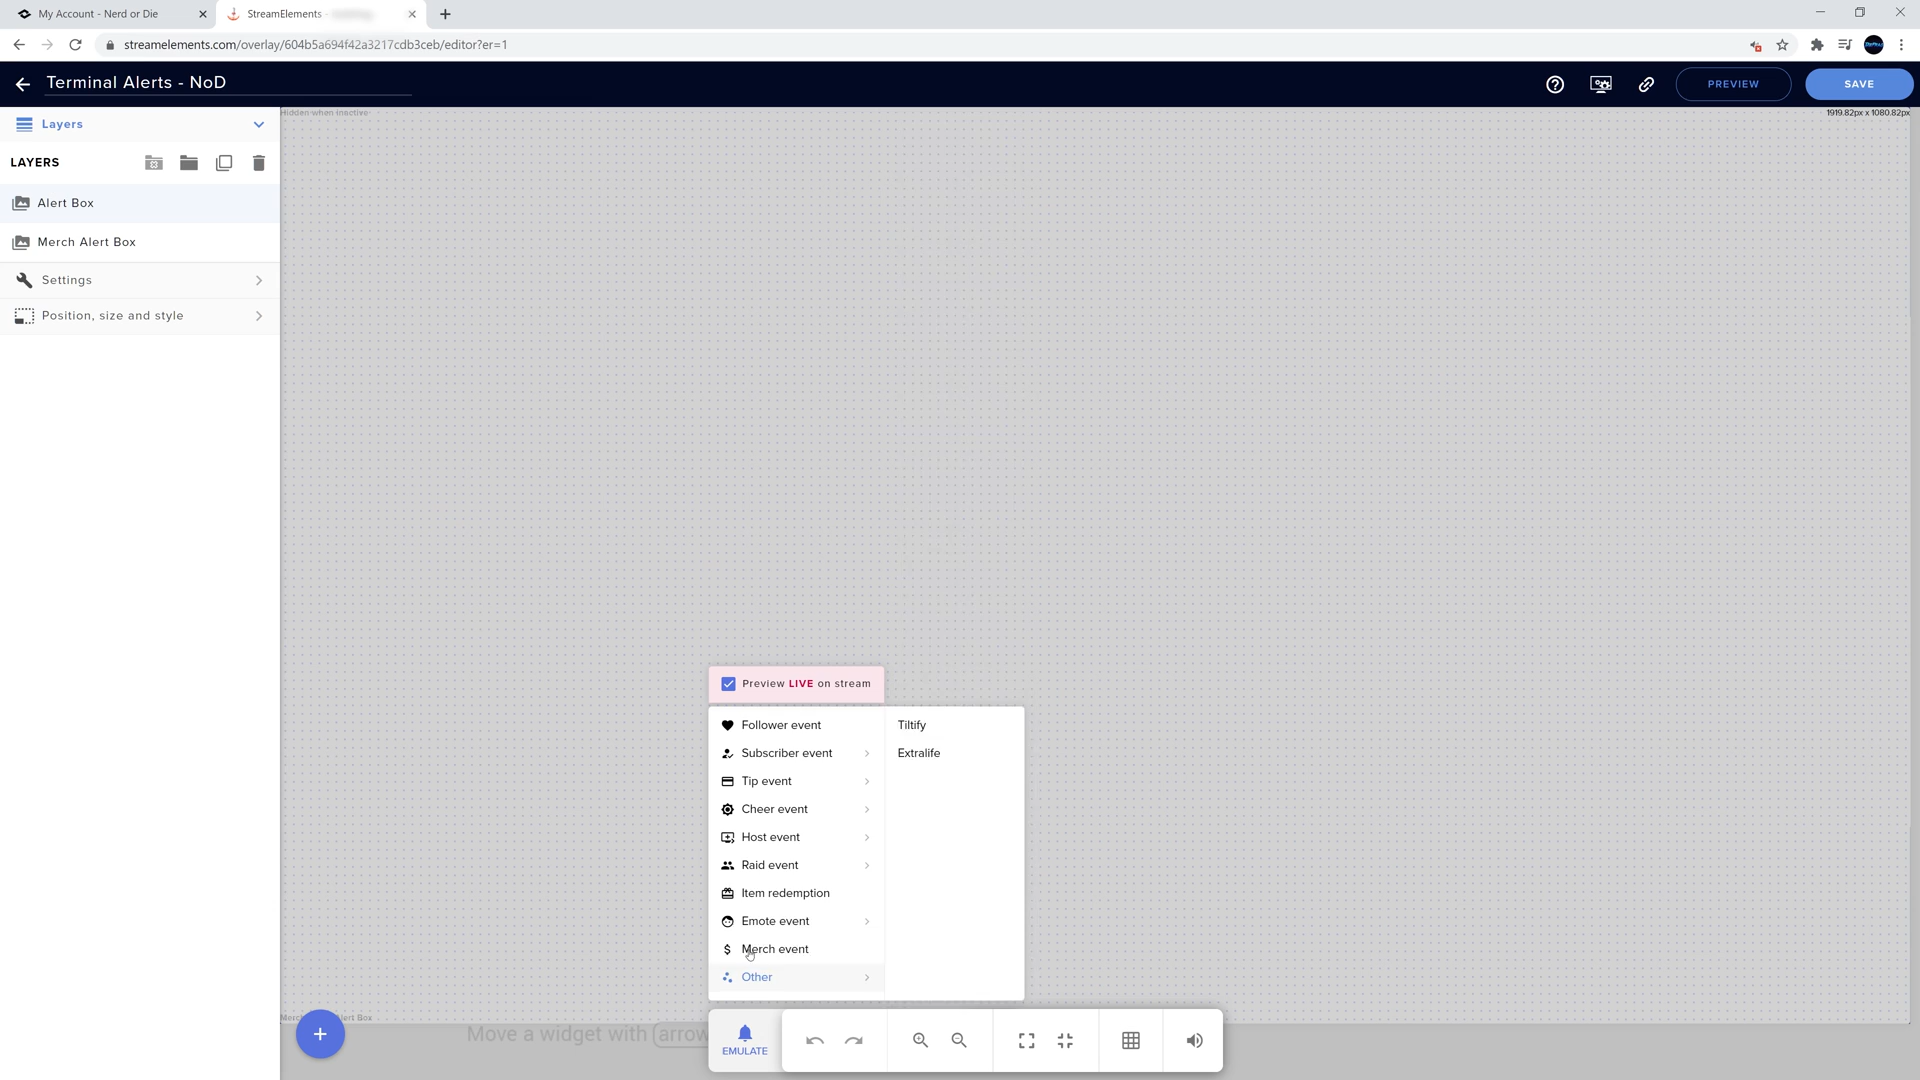 My Account - Nerd or Die
StreamElements -
streamelements.com/overlay/604b5a694f42a3217cdb3ceb/editor?er=1
Terminal Alerts - NoD
PREVIEW
SAVE
Layers
Hidden when inactive
1919.82px x 1080.82px
LAYERS
Alert Box
Merch Alert Box
Settings
Position, size and style
Preview LIVE on stream
Follower event
Tiltify
Subscriber event
Extralife
Tip event
Cheer event
Host event
Raid event
Item redemption
Emote event
Merch event
Other
Alert Box
Move a widget with arrow
EMULATE